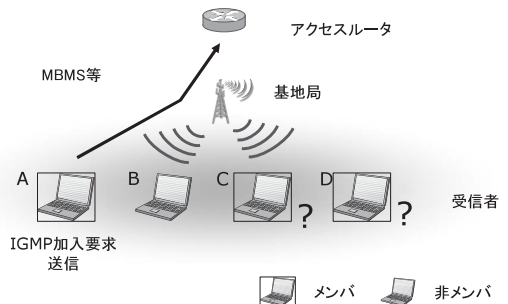 アクセスルータ
MBMS等
基地局
A
B
C
?
D
?
受信者
IGMP加入要求
送信
メンバ
非メンバ